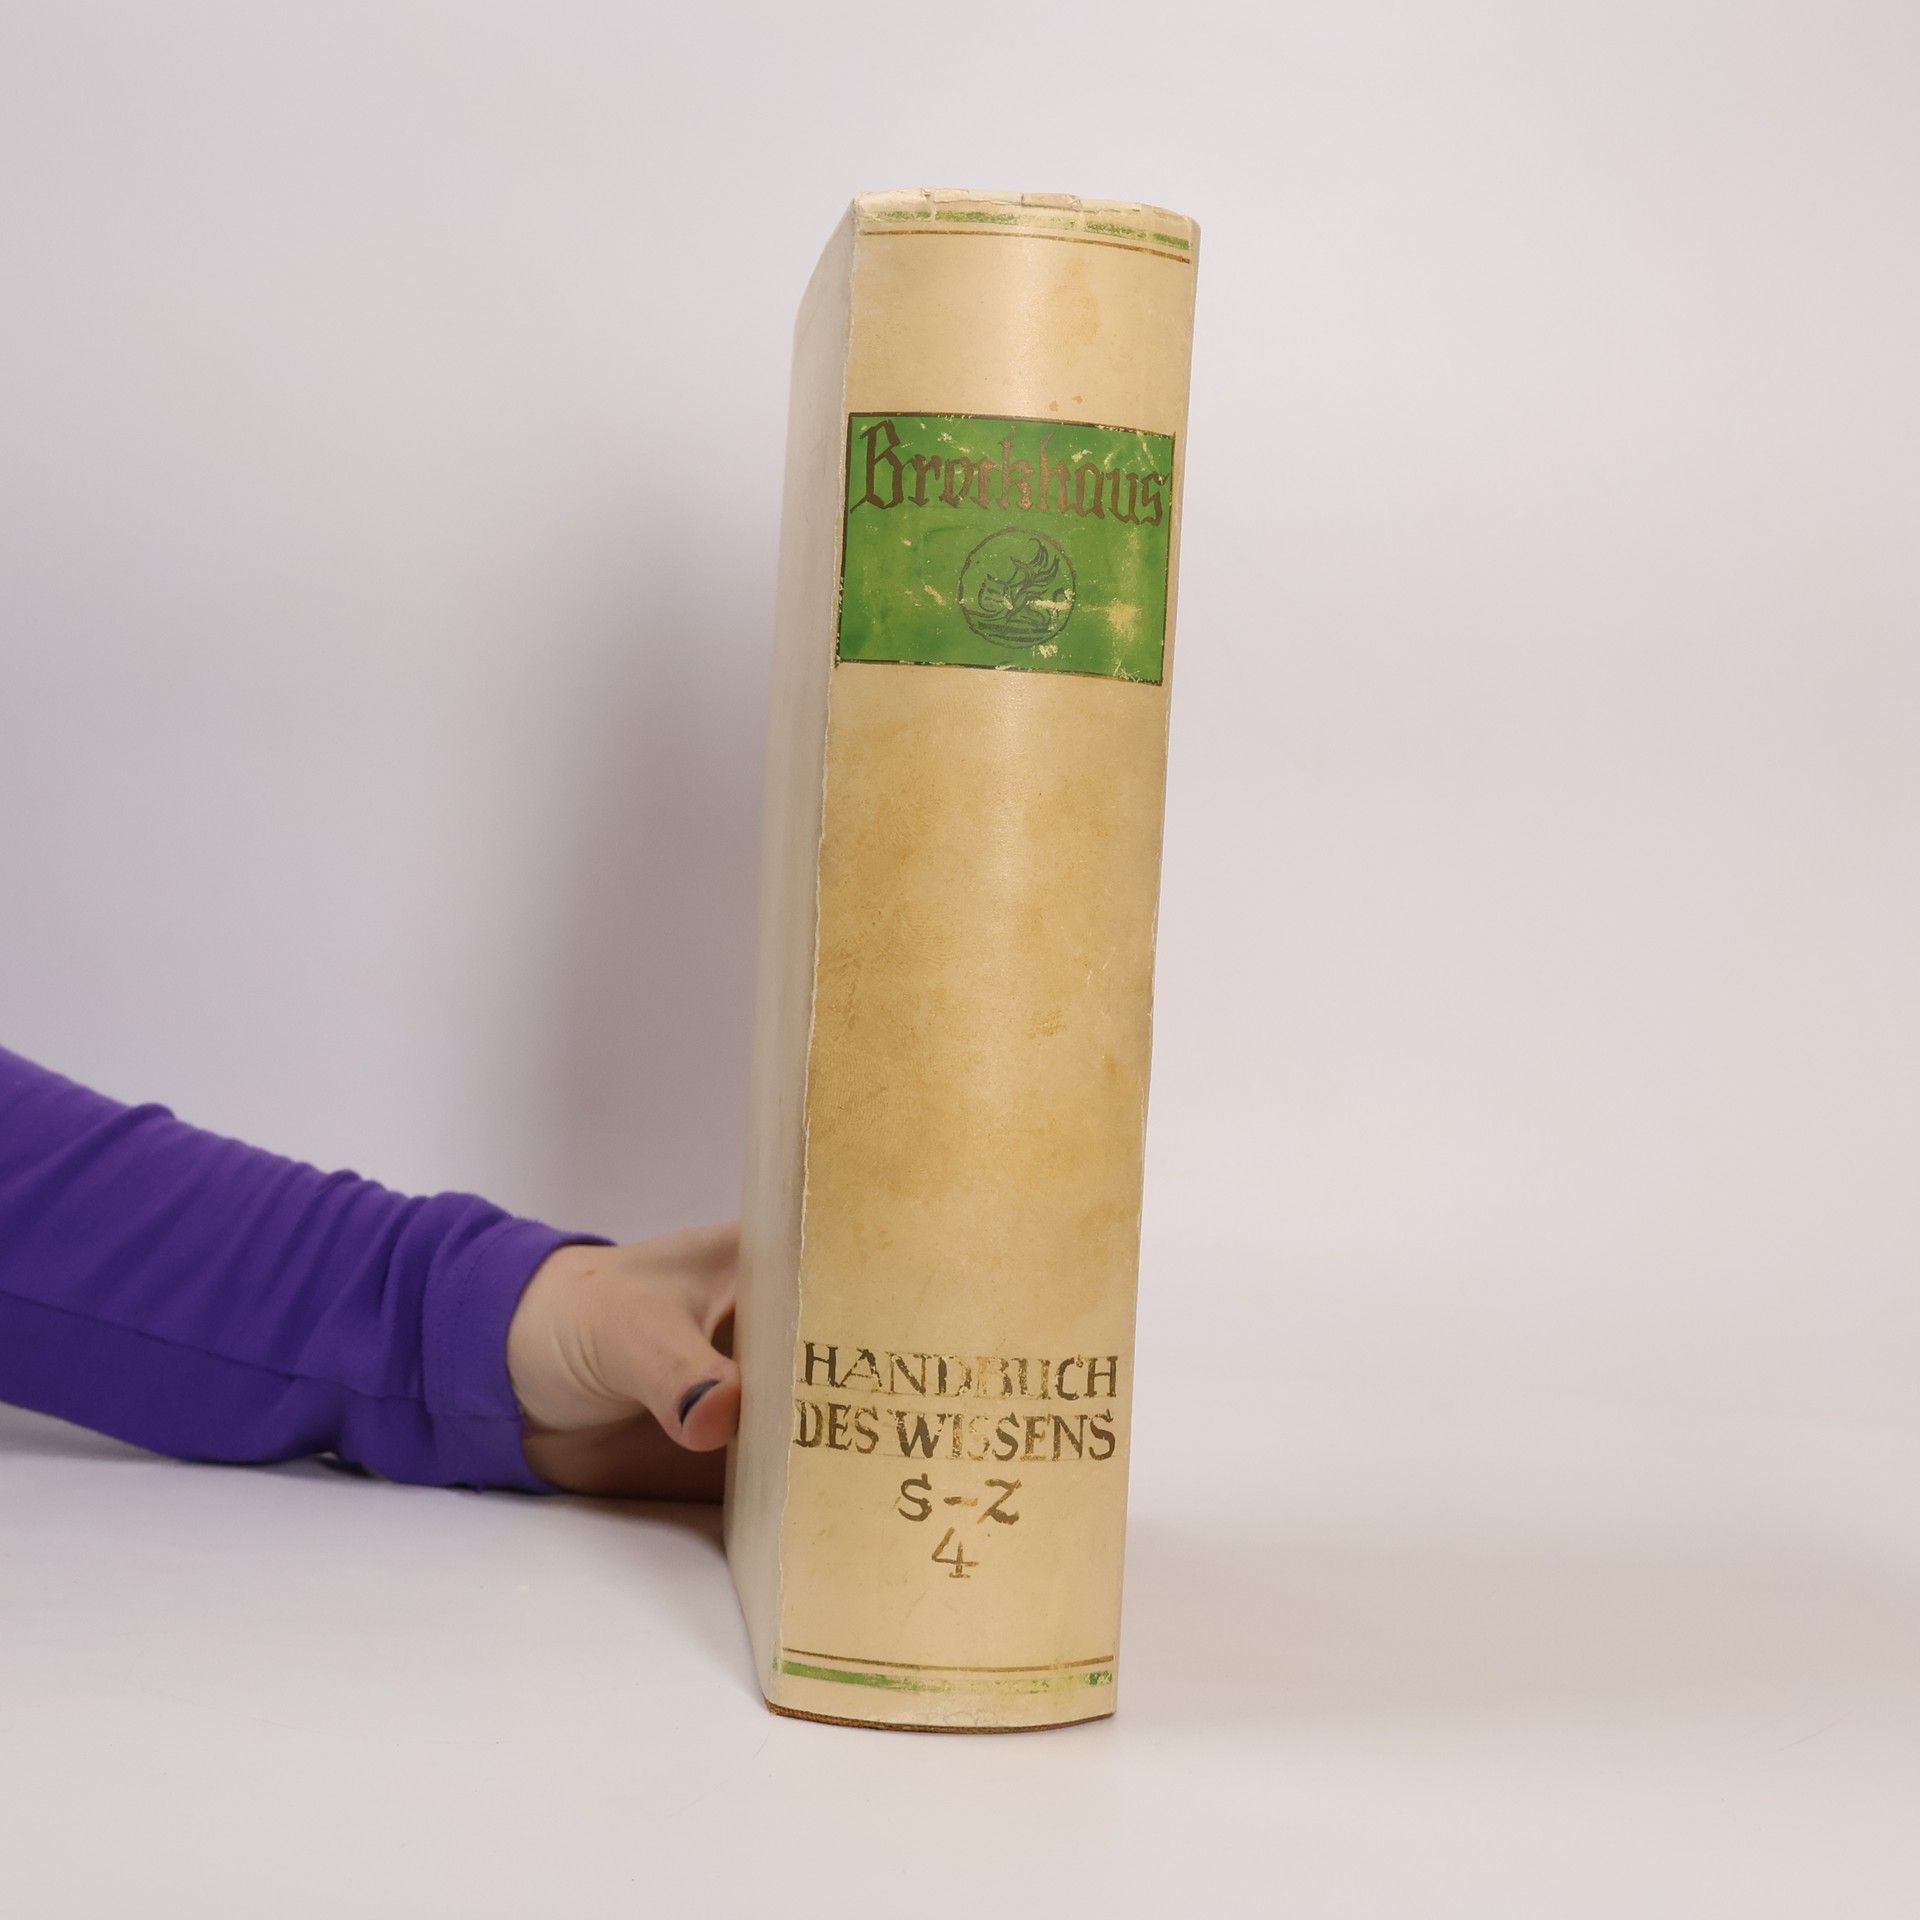 Brockhaus
HANDBUCH
DES WISSENS
S-Z
4